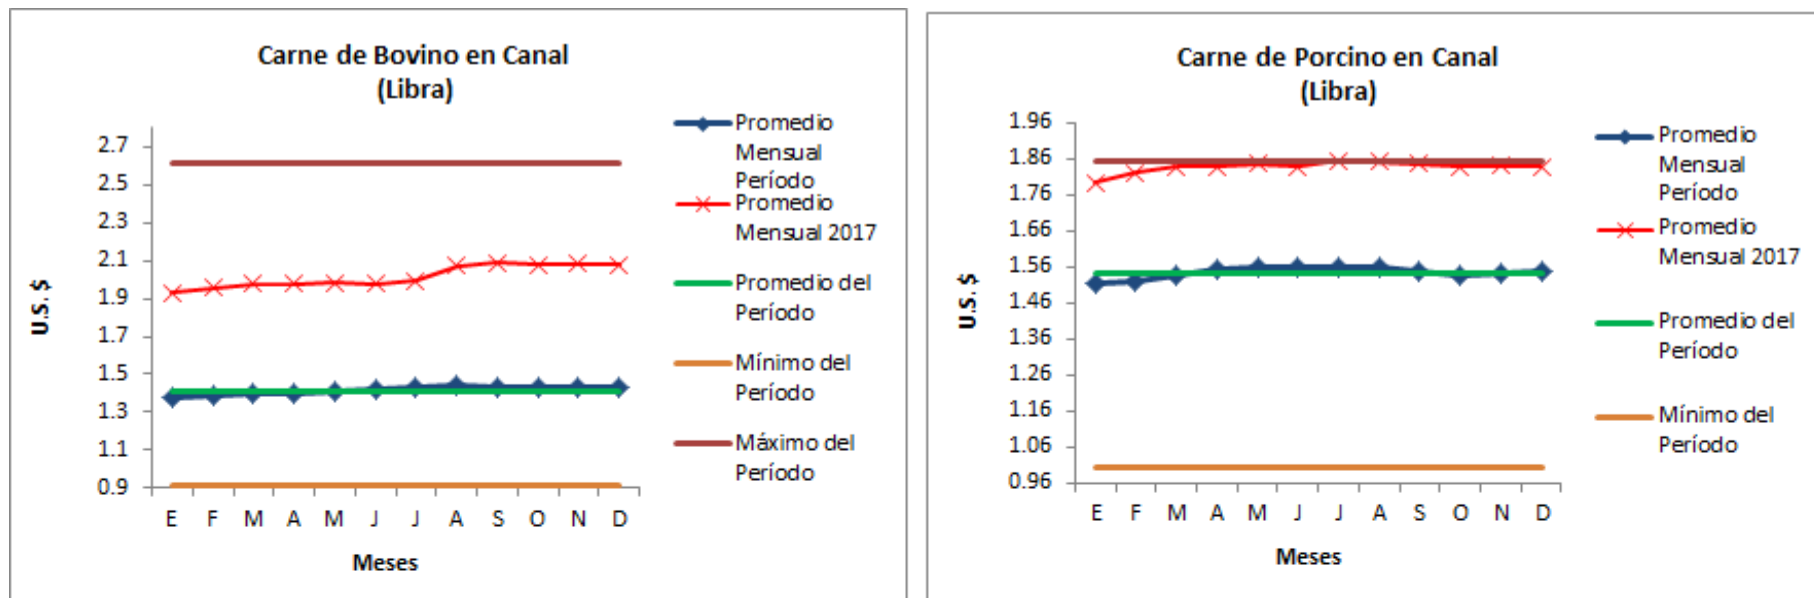 Carne de Bovino en Canal
(Libra)
U.S. $
2.7
2.5
2.3
2.1
1.9
1.7
1.5
1.3
1.1
0.9
E F M A M J J A S O N D
Meses
Promedio
Mensual
Período
Promedio
Mensual 2017
Promedio del
Período
Mínimo del
Período
Máximo del
Período
Carne de Porcino en Canal
(Libra)
U.S. $
1.96
1.86
1.76
1.66
1.56
1.46
1.36
1.26
1.16
1.06
0.96
E F M A M J J A S O N D
Meses
Promedio
Mensual
Período
Promedio
Mensual 2017
Promedio del
Período
Mínimo del
Período